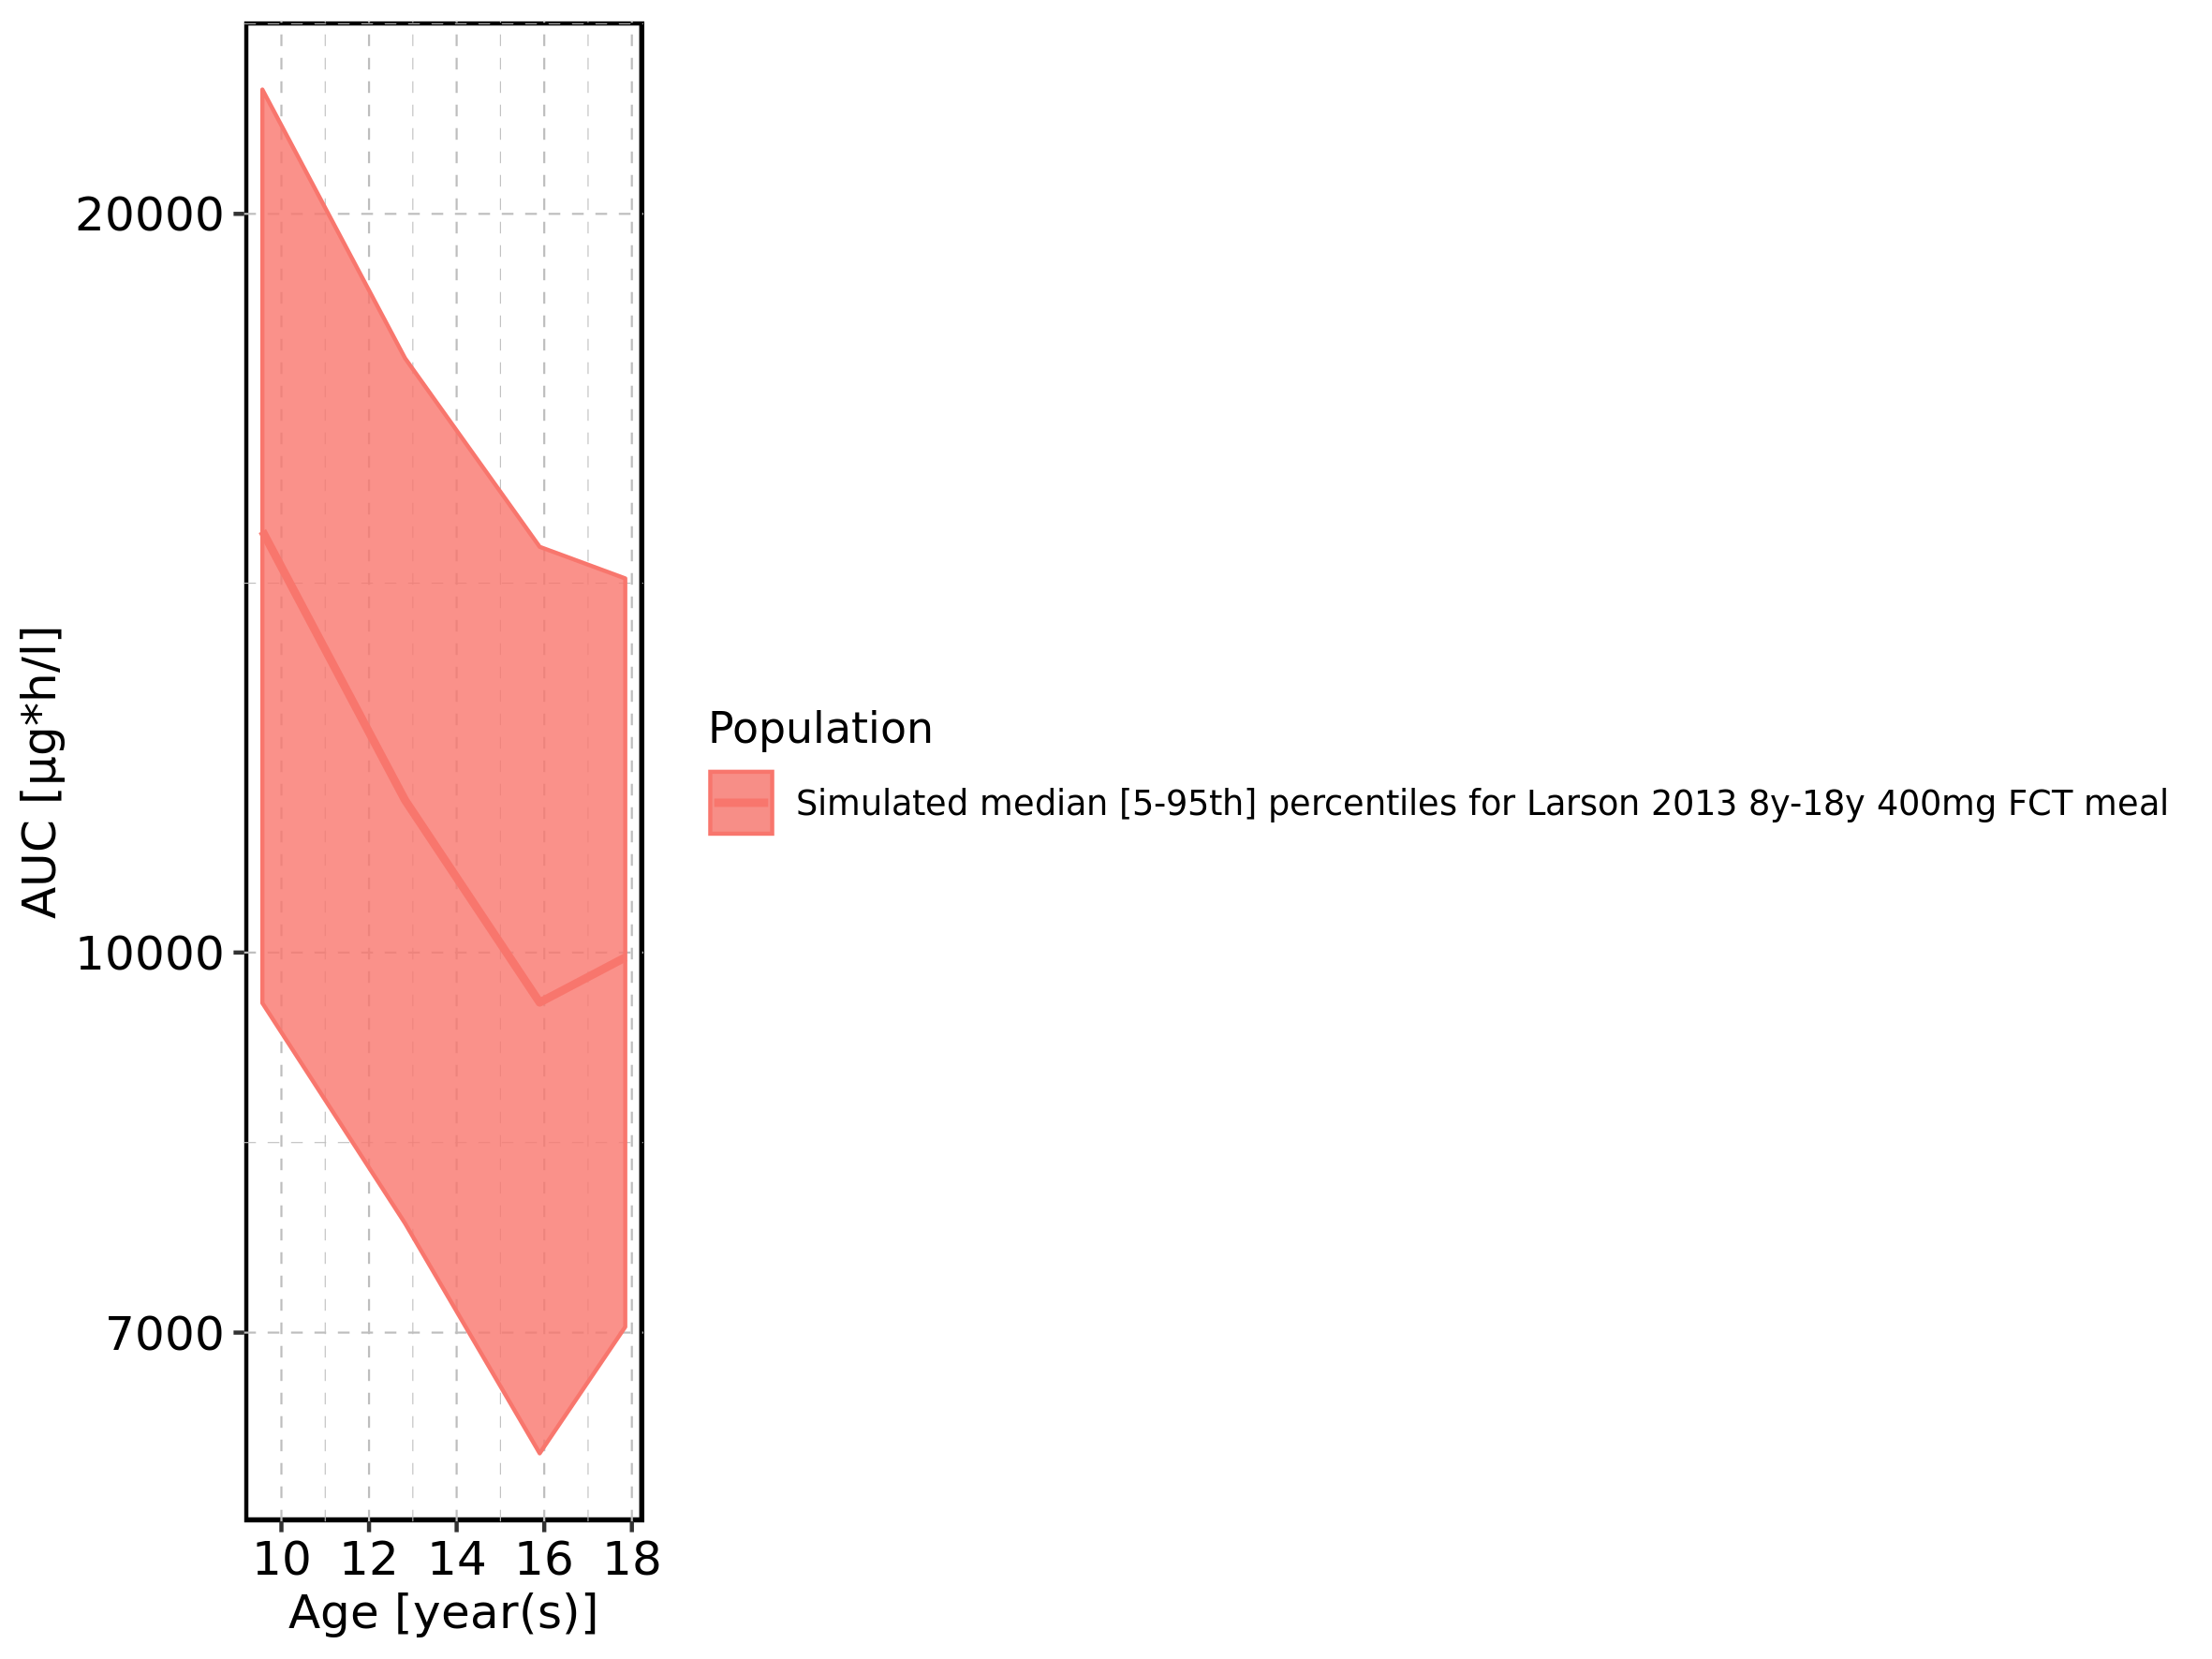 20000
10000
7000
AUC [µg*h/l]
10 12 14 16 18
Age [year(s)]
Population
Simulated median [5-95th] percentiles for Larson 2013 8y-18y 400mg FCT meal